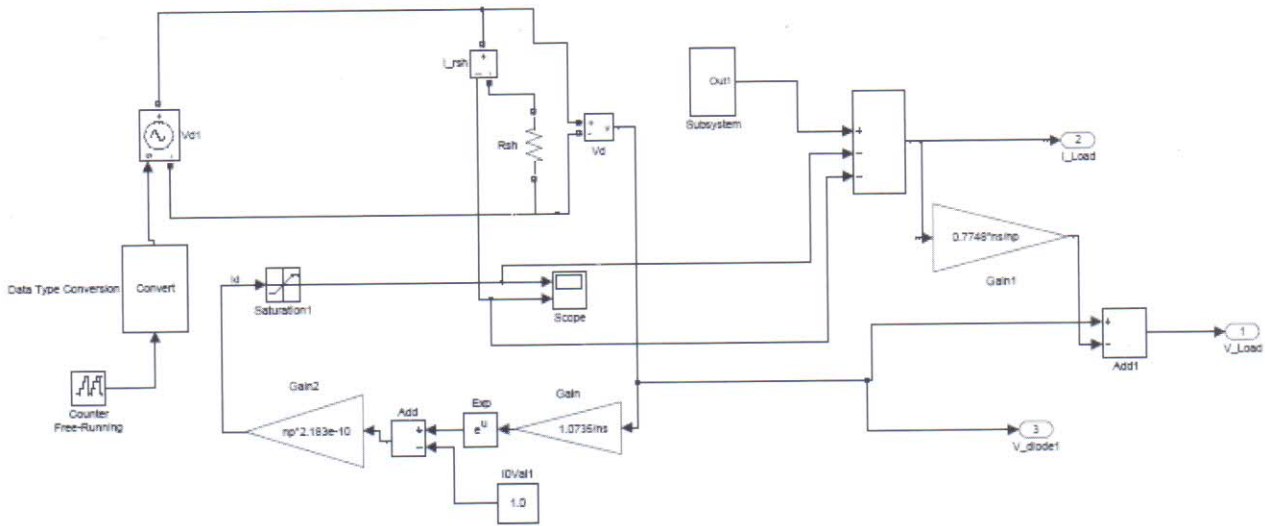 I_rsh
+
Vd1
Out1
Subsystem
Rsh
+
-
v
Vd
+
-
-
2
I_Load
0.7748*ns/np
Gain1
Data Type Conversion
Convert
Id
Saturation1
Scope
+
-
Add1
1
V_Load
Counter
Free-Running
Gain2
np*2.183e-10
Add
+
-
Exp
e^u
Gain
1.0735/ns
3
V_diode1
I0Val1
1.0